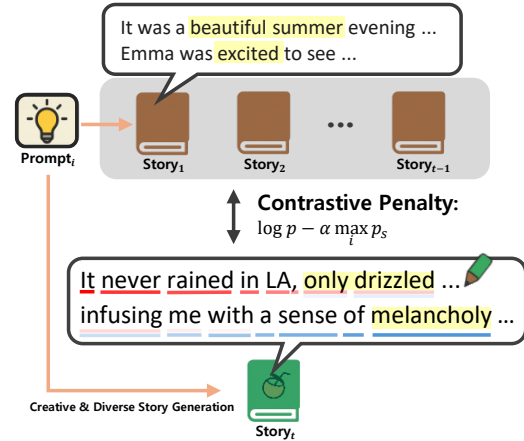 It was a beautiful summer evening ...
Emma was excited to see ...
Prompt_i
Story_1
Story_2
...
Story_{t-1}
Contrastive Penalty:
log p − α max_i p_s
It never rained in LA, only drizzled ...
infusing me with a sense of melancholy ...
Creative & Diverse Story Generation
Story_t